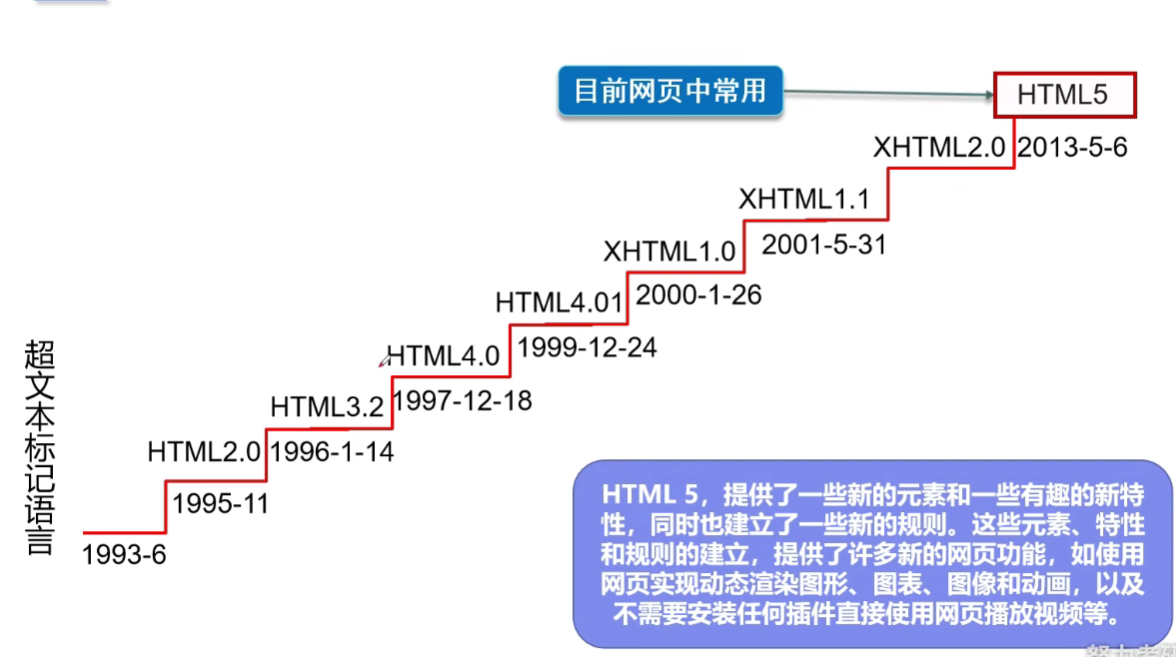 目前网页中常用
HTML5
XHTML2.0
2013-5-6
XHTML1.1
2001-5-31
XHTML1.0
2000-1-26
HTML4.01
1999-12-24
HTML4.0
1997-12-18
HTML3.2
1996-1-14
HTML2.0
1995-11
1993-6
超文本标记语言
HTML 5，提供了一些新的元素和一些有趣的新特
性，同时也建立了一些新的规则。这些元素、特性
和规则的建立，提供了许多新的网页功能，如使用
网页实现动态渲染图形、图表、图像和动画，以及
不需要安装任何插件直接使用网页播放视频等。